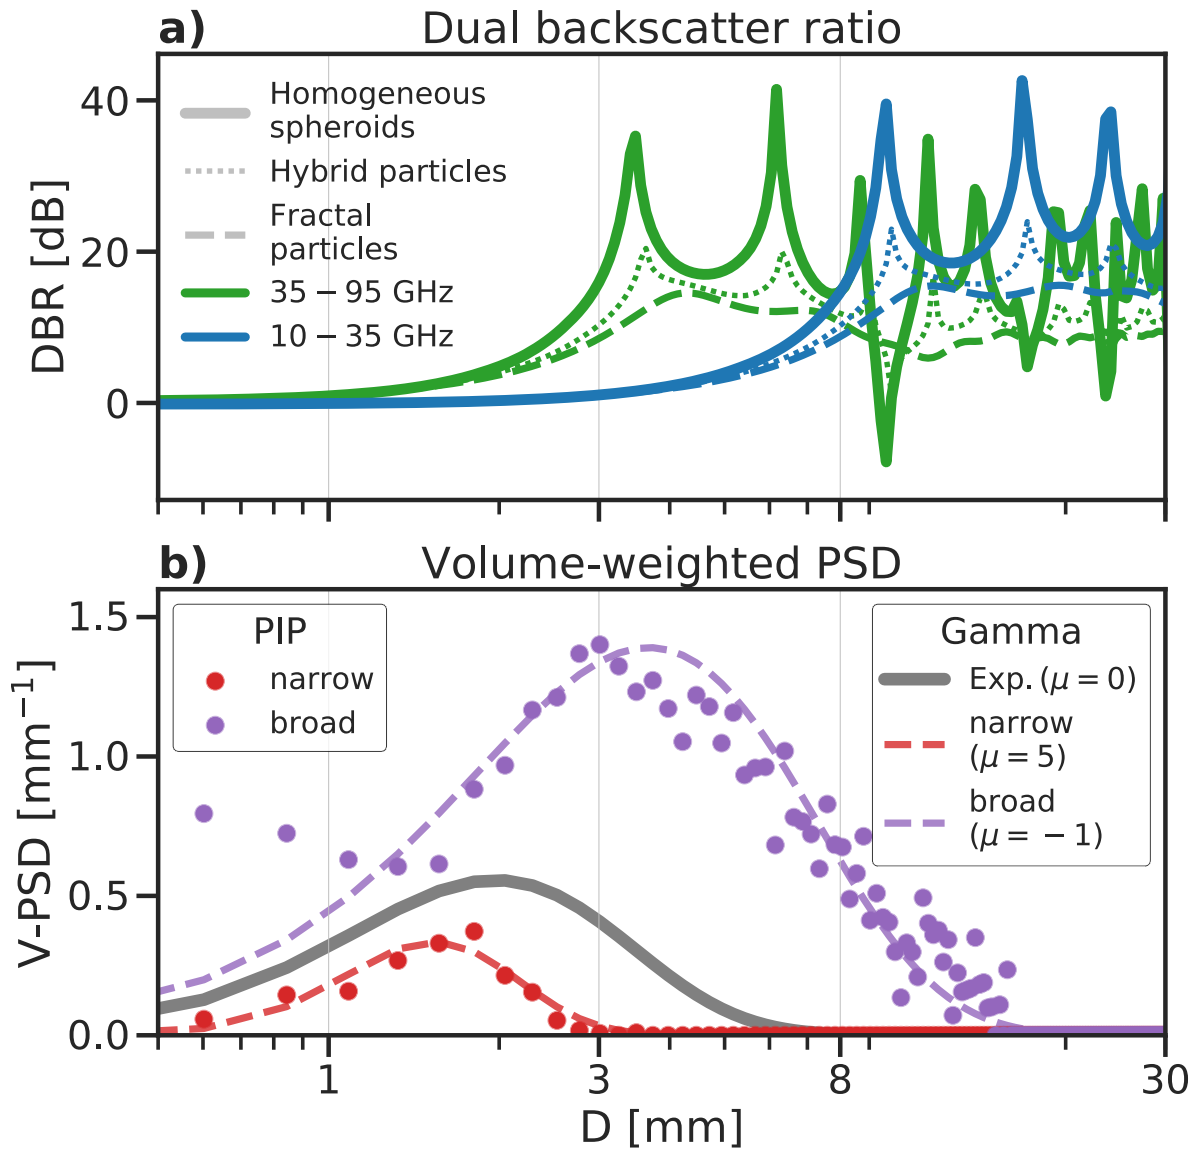 a) Dual backscatter ratio
DBR [dB]
40
20
0
Homogeneous
spheroids
Hybrid particles
Fractal
particles
35 − 95 GHz
10 − 35 GHz
b) Volume-weighted PSD
V-PSD [mm⁻¹]
1.5
1.0
0.5
0.0
PIP
narrow
broad
Gamma
Exp. (μ = 0)
narrow
(μ = 5)
broad
(μ = − 1)
1 3 8 30
D [mm]